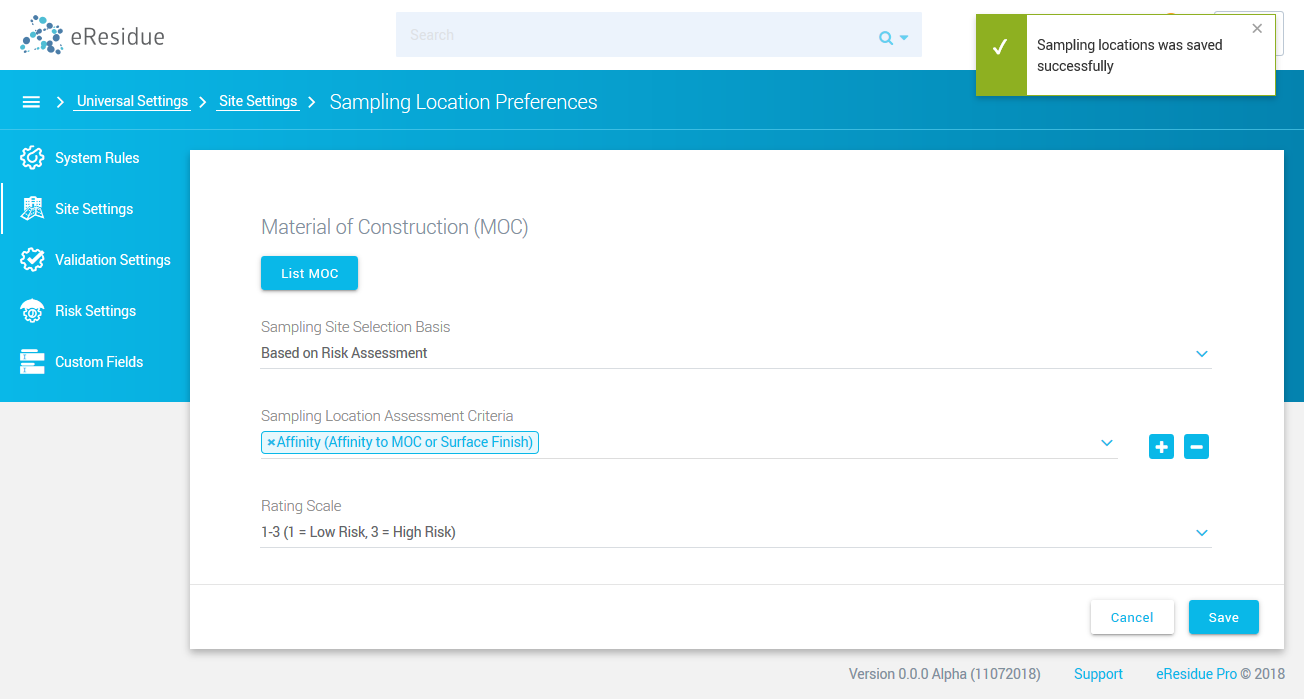 eResidue
Search
Sampling locations was saved
successfully
Universal Settings
Site Settings
Sampling Location Preferences
System Rules
Site Settings
Validation Settings
Risk Settings
Custom Fields
Material of Construction (MOC)
List MOC
Sampling Site Selection Basis
Based on Risk Assessment
Sampling Location Assessment Criteria
×Affinity (Affinity to MOC or Surface Finish)
Rating Scale
1-3 (1 = Low Risk, 3 = High Risk)
Cancel
Save
Version 0.0.0 Alpha (11072018)
Support
eResidue Pro © 2018